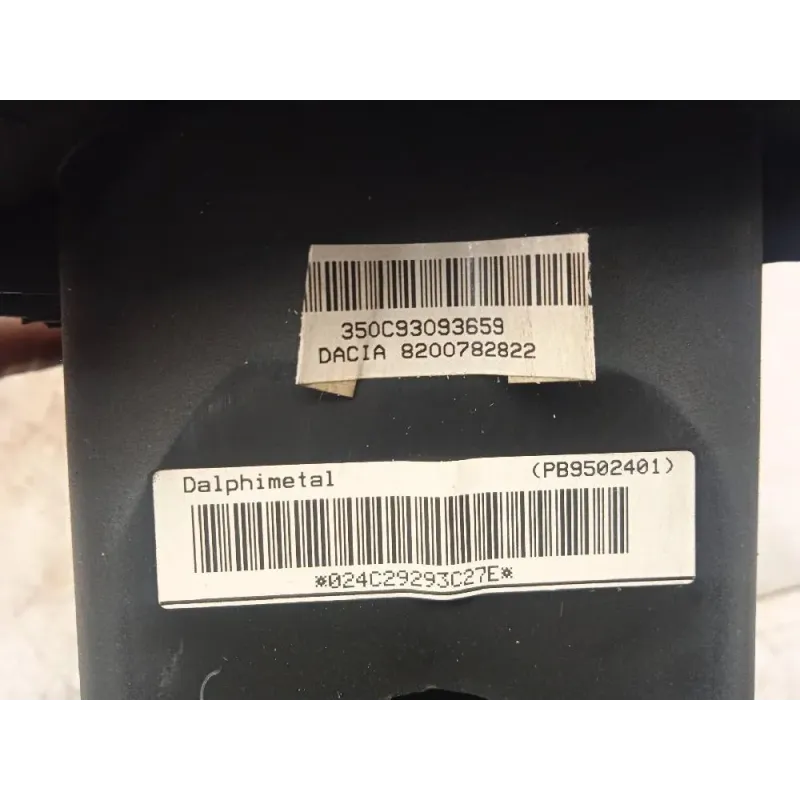 350C93093659
DACIA 8200782822
Dalphimetal (PB9502401)
*024C29293C27E*